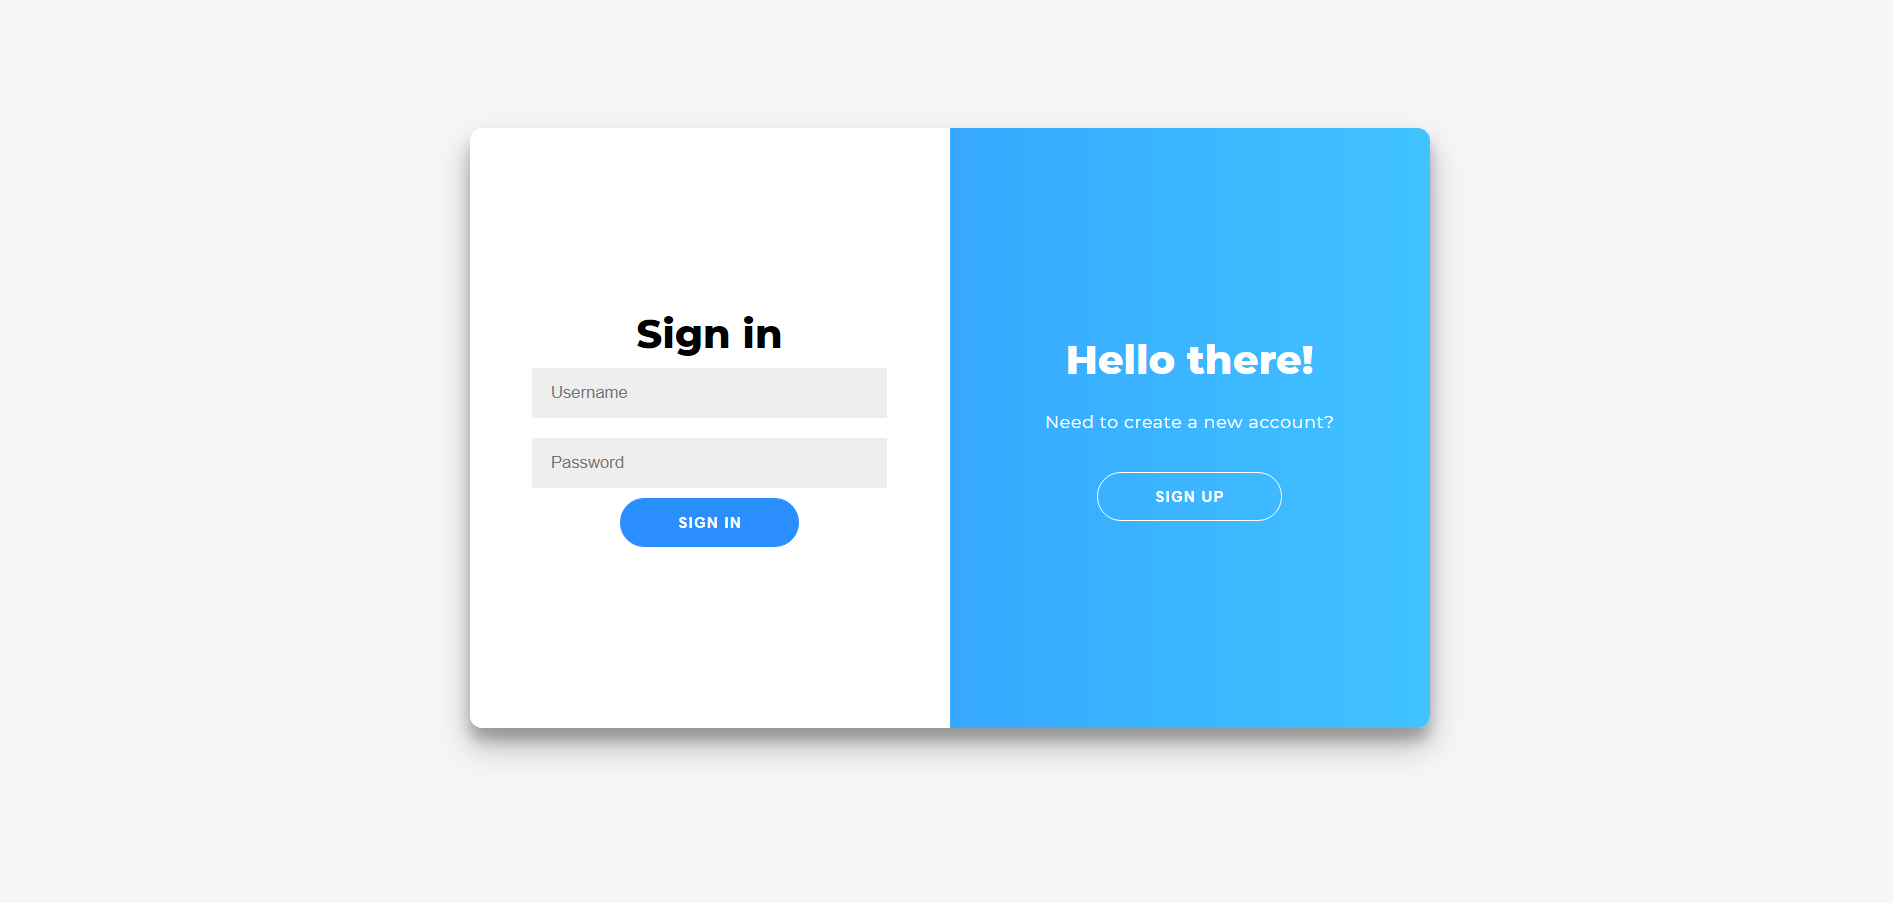 Sign in
Username
Password
SIGN IN
Hello there!
Need to create a new account?
SIGN UP